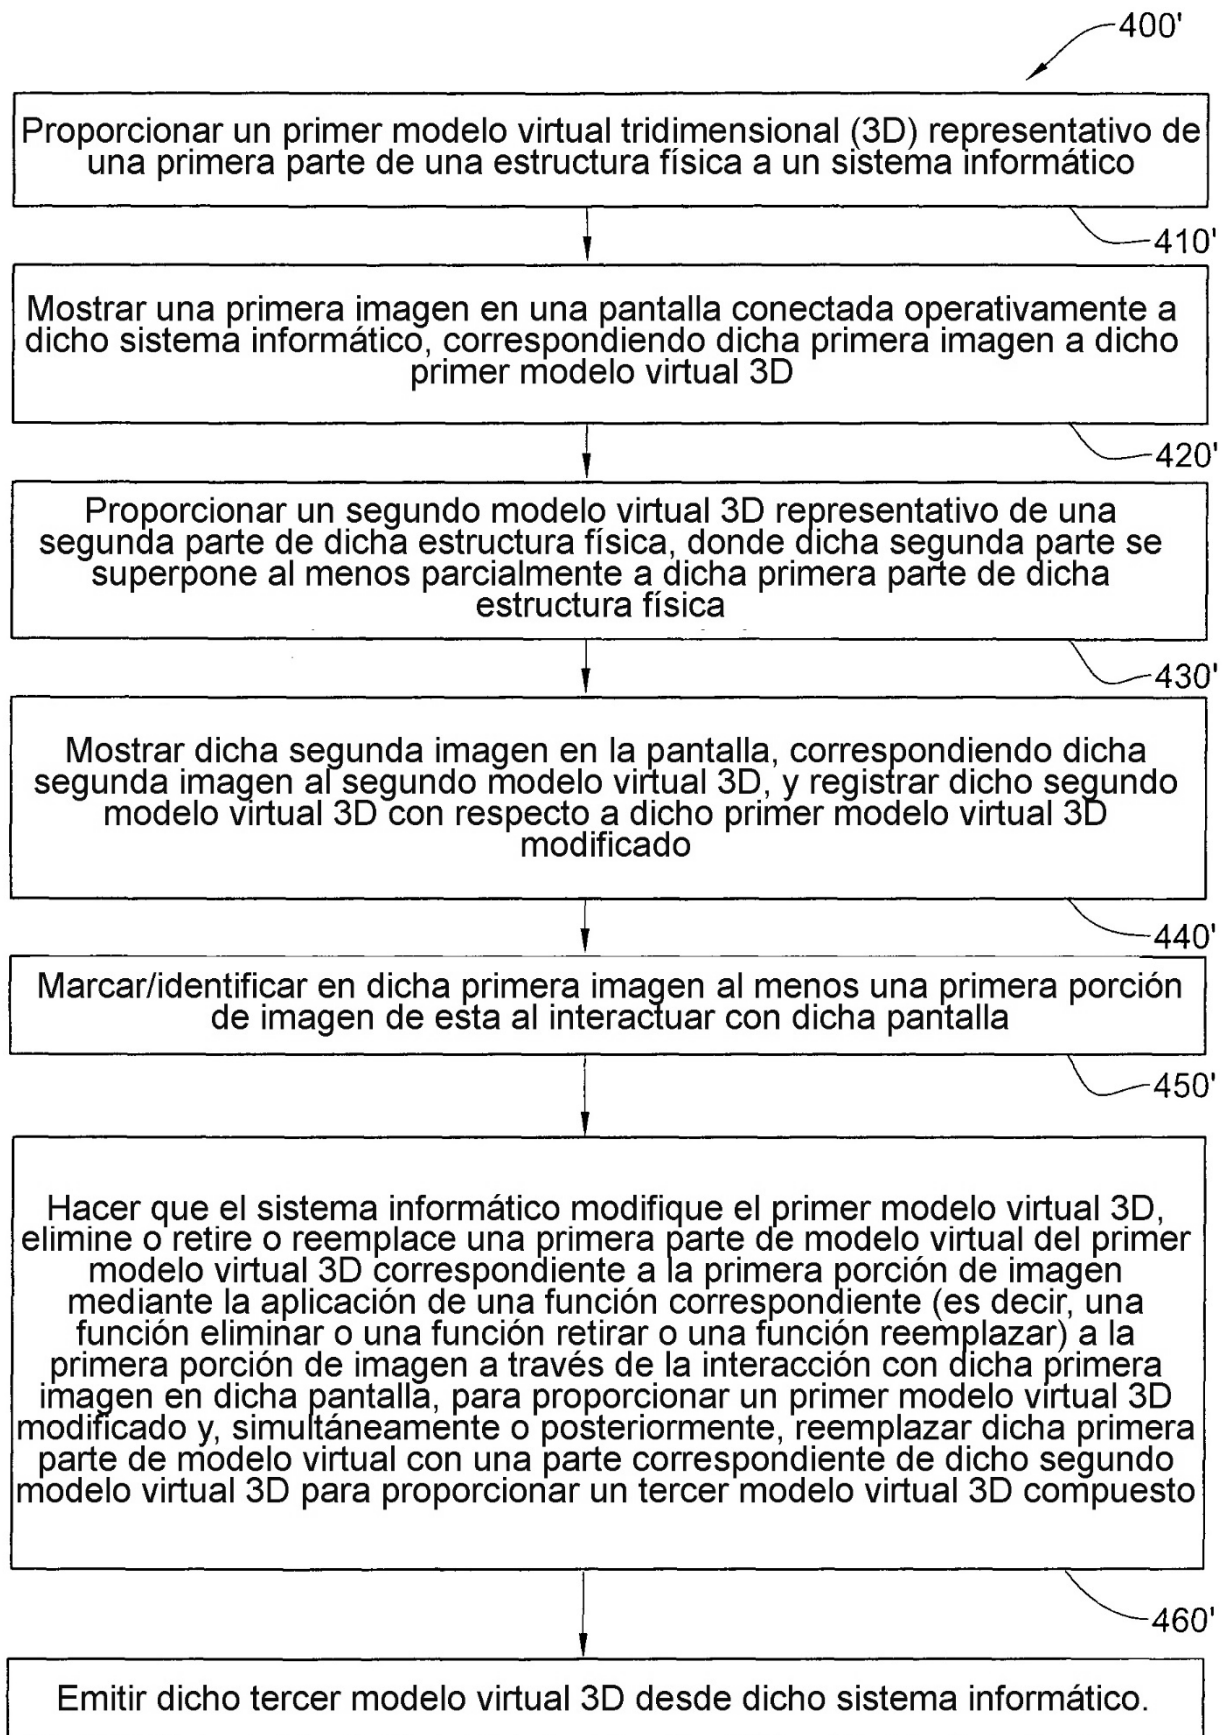 400'
Proporcionar un primer modelo virtual tridimensional (3D) representativo de
una primera parte de una estructura física a un sistema informático
410'
Mostrar una primera imagen en una pantalla conectada operativamente a
dicho sistema informático, correspondiendo dicha primera imagen a dicho
primer modelo virtual 3D
420'
Proporcionar un segundo modelo virtual 3D representativo de una
segunda parte de dicha estructura física, donde dicha segunda parte se
superpone al menos parcialmente a dicha primera parte de dicha
estructura física
430'
Mostrar dicha segunda imagen en la pantalla, correspondiendo dicha
segunda imagen al segundo modelo virtual 3D, y registrar dicho segundo
modelo virtual 3D con respecto a dicho primer modelo virtual 3D
modificado
440'
Marcar/identificar en dicha primera imagen al menos una primera porción
de imagen de esta al interactuar con dicha pantalla
450'
Hacer que el sistema informático modifique el primer modelo virtual 3D,
elimine o retire o reemplace una primera parte de modelo virtual del primer
modelo virtual 3D correspondiente a la primera porción de imagen
mediante la aplicación de una función correspondiente (es decir, una
función eliminar o una función retirar o una función reemplazar) a la
primera porción de imagen a través de la interacción con dicha primera
imagen en dicha pantalla, para proporcionar un primer modelo virtual 3D
modificado y, simultáneamente o posteriormente, reemplazar dicha primera
parte de modelo virtual con una parte correspondiente de dicho segundo
modelo virtual 3D para proporcionar un tercer modelo virtual 3D compuesto
460'
Emitir dicho tercer modelo virtual 3D desde dicho sistema informático.